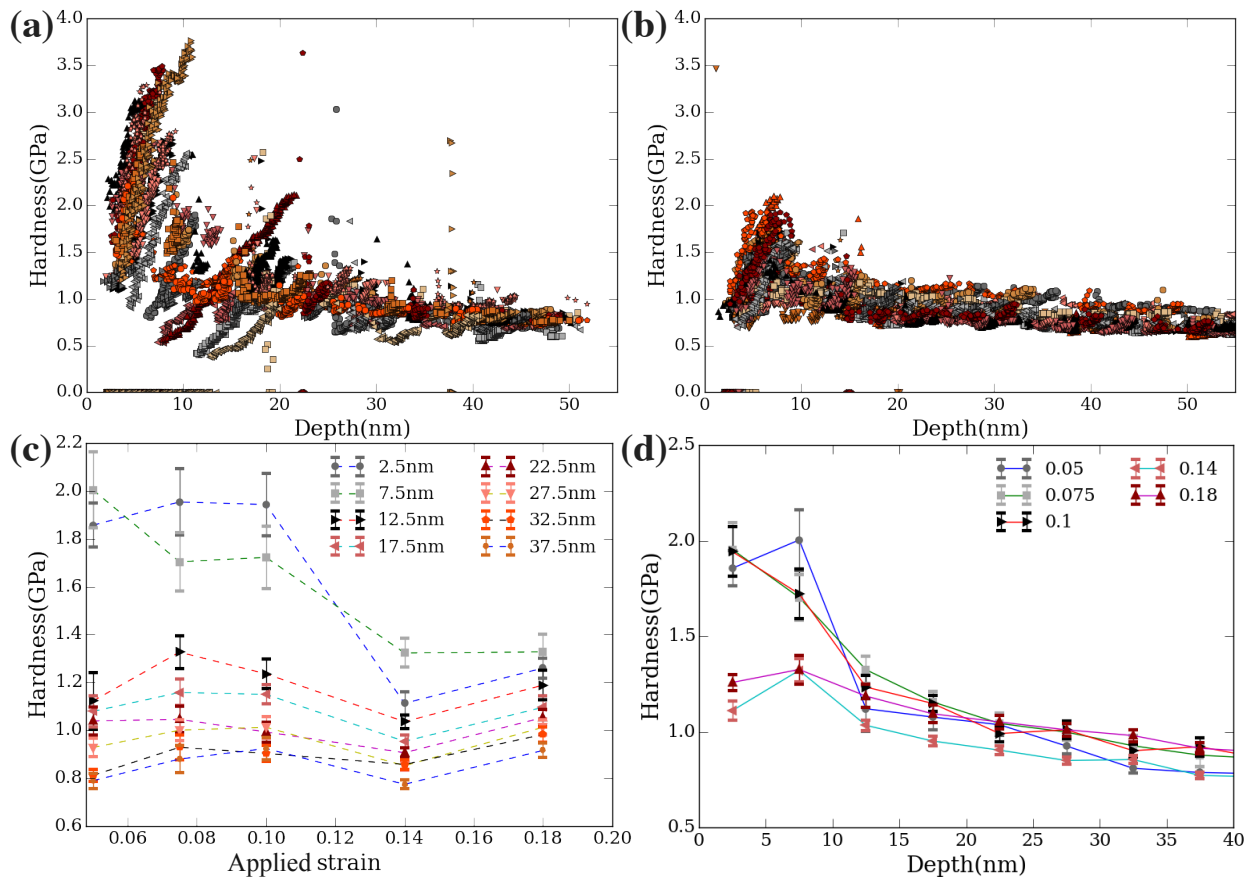 (a)
4.0
3.5
3.0
2.5
2.0
1.5
1.0
0.5
0.0
Hardness(GPa)
0 10 20 30 40 50
Depth(nm)
(b)
4.0
3.5
3.0
2.5
2.0
1.5
1.0
0.5
0.0
Hardness(GPa)
0 10 20 30 40 50
Depth(nm)
(c)
2.2
2.0
1.8
1.6
1.4
1.2
1.0
0.8
0.6
Hardness(GPa)
2.5nm
7.5nm
12.5nm
17.5nm
22.5nm
27.5nm
32.5nm
37.5nm
0.06 0.08 0.10 0.12 0.14 0.16 0.18 0.20
Applied strain
(d)
2.5
2.0
1.5
1.0
0.5
Hardness(GPa)
0.05
0.075
0.1
0.14
0.18
0 5 10 15 20 25 30 35 40
Depth(nm)